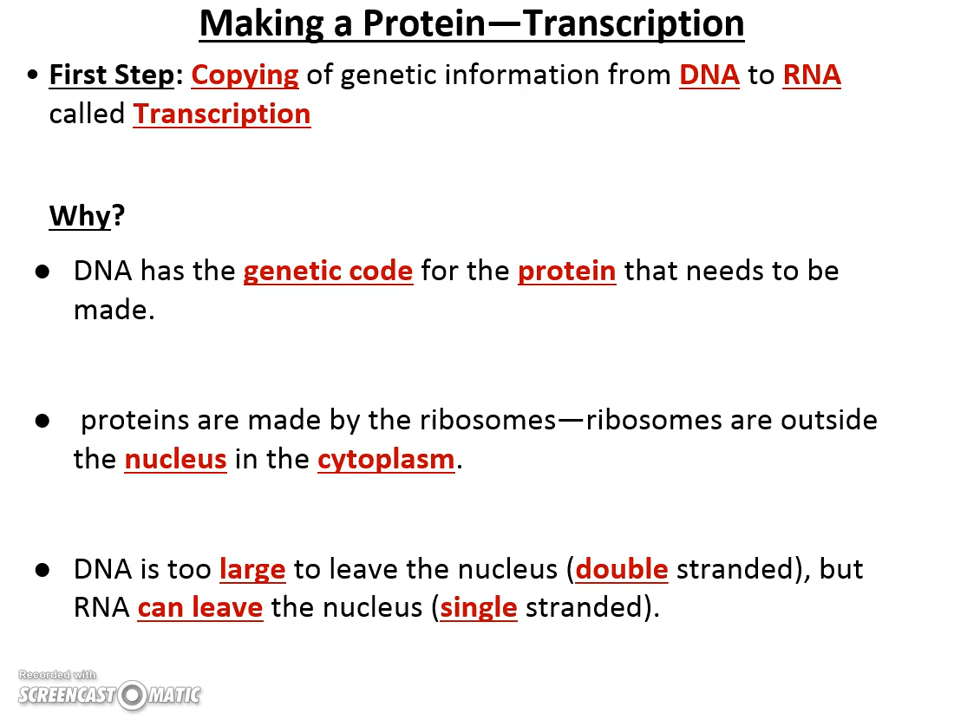 Making a Protein—Transcription
• First Step: Copying of genetic information from DNA to RNA
called Transcription
Why?
● DNA has the genetic code for the protein that needs to be
made.
● proteins are made by the ribosomes—ribosomes are outside
the nucleus in the cytoplasm.
● DNA is too large to leave the nucleus (double stranded), but
RNA can leave the nucleus (single stranded).
Recorded with
SCREENCAST-O-MATIC